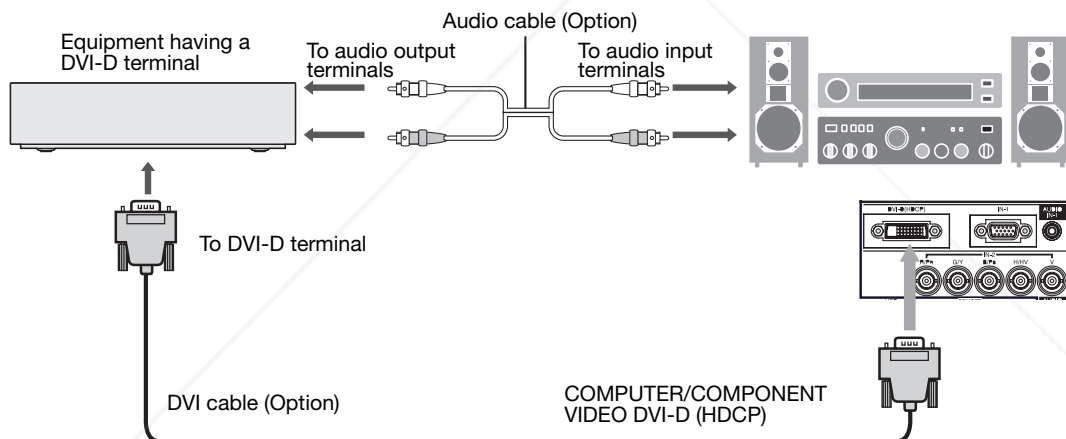 Audio cable (Option)
Equipment having a
DVI-D terminal
To audio output
terminals
To audio input
terminals
To DVI-D terminal
DVI cable (Option)
COMPUTER/COMPONENT
VIDEO DVI-D (HDCP)
DVI-D(HDCP)
IN-1
AUDIO
IN-1
IN-2
R/PR
G/Y
B/PB
H/HV
V